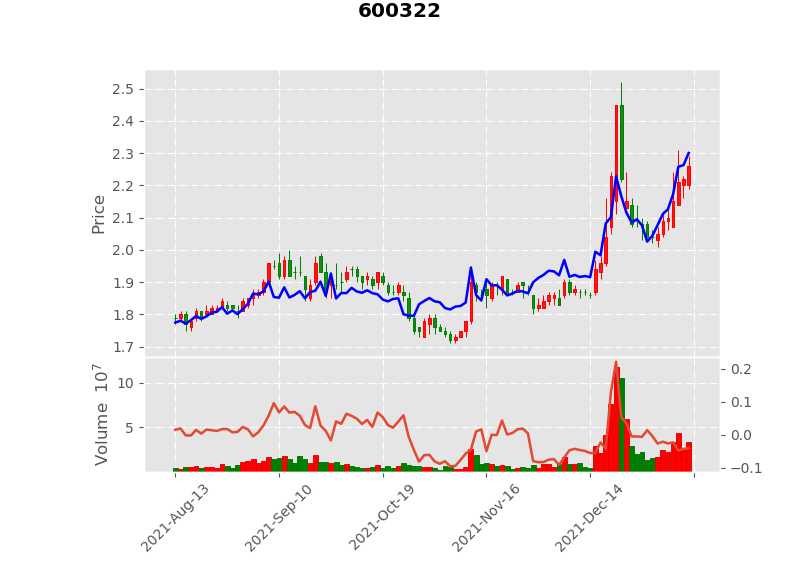 600322
Price
2.5
2.4
2.3
2.2
2.1
2.0
1.9
1.8
1.7
Volume 10^7
10
5
0.2
0.1
0.0
−0.1
2021-Aug-13
2021-Sep-10
2021-Oct-19
2021-Nov-16
2021-Dec-14